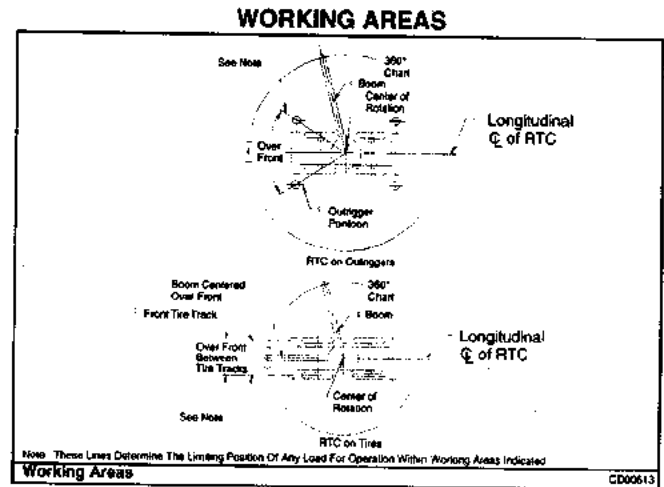 WORKING AREAS
See Note
360°
Chart
Boom
Center of
Rotation
Longitudinal
℄ of RTC
Over
Front
Outrigger
Pontoon
RTC on Outriggers
Boom Centered
Over Front
360°
Chart
Front Tire Track
Boom
Over Front
Between
Tire Tracks
Longitudinal
℄ of RTC
Center of
Rotation
See Note
RTC on Tires
Note These Lines Determine The Limiting Position Of Any Load For Operation Within Working Areas Indicated
Working Areas
CD00513